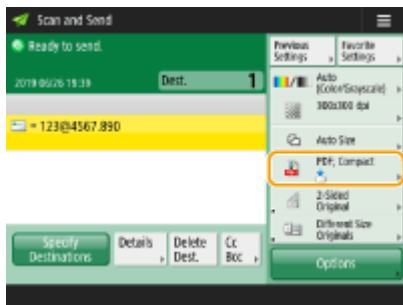 Scan and Send
Ready to send.
2019 06/26 15:39
Dest. 1
= 123@4567.890
Specify
Destinations
Details
Delete
Dest.
Cc
Bcc
Previous
Settings
Favorite
Settings
Auto
(Color/Grayscale)
300x300 dpi
Auto Size
PDF; Compact
2-Sided
Original
Different Size
Originals
Options